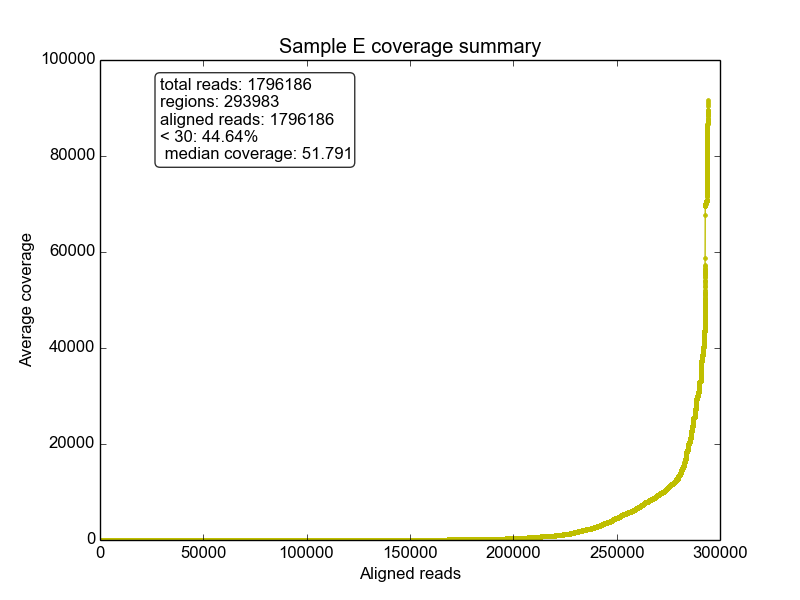 Sample E coverage summary
100000
80000
60000
40000
20000
0
Average coverage
total reads: 1796186
regions: 293983
aligned reads: 1796186
< 30: 44.64%
median coverage: 51.791
0 50000 100000 150000 200000 250000 300000
Aligned reads